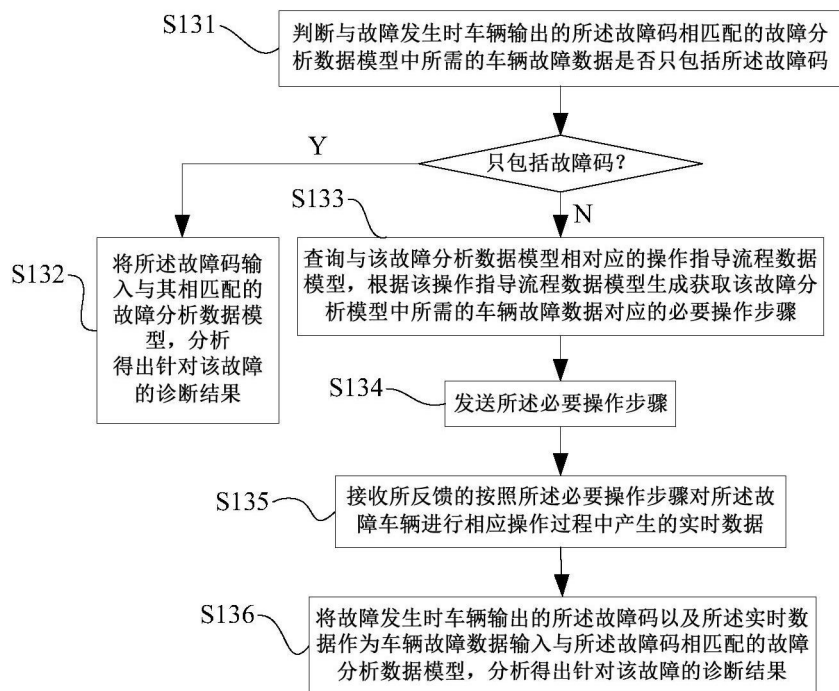 S131
判断与故障发生时车辆输出的所述故障码相匹配的故障分
析数据模型中所需的车辆故障数据是否只包括所述故障码
只包括故障码？
Y
N
S132
将所述故障码输
入与其相匹配的
故障分析数据模
型，分析
得出针对该故障
的诊断结果
S133
查询与该故障分析数据模型相对应的操作指导流程数据
模型，根据该操作指导流程数据模型生成获取该故障分
析模型中所需的车辆故障数据对应的必要操作步骤
S134
发送所述必要操作步骤
S135
接收所反馈的按照所述必要操作步骤对所述故
障车辆进行相应操作过程中产生的实时数据
S136
将故障发生时车辆输出的所述故障码以及所述实时数
据作为车辆故障数据输入与所述故障码相匹配的故障
分析数据模型，分析得出针对该故障的诊断结果